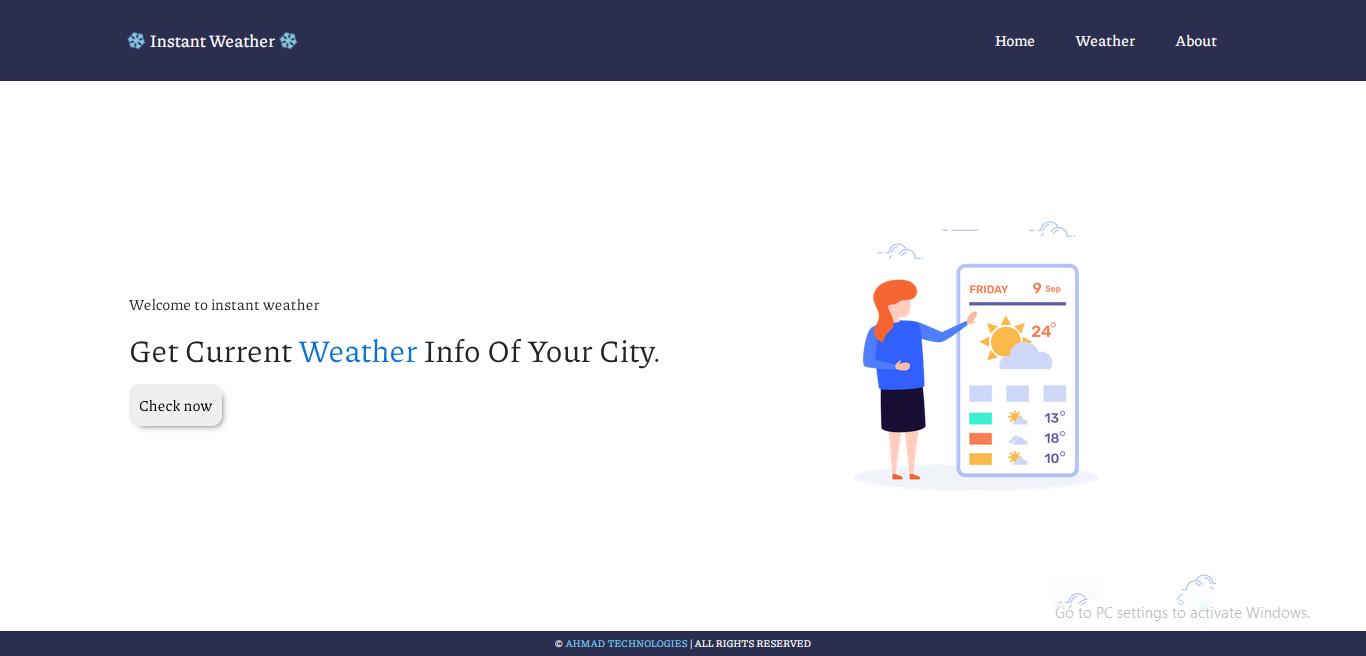 ❄ Instant Weather ❄
Home Weather About
Welcome to instant weather
Get Current Weather Info Of Your City.
Check now
FRIDAY 9 Sep
24°
13°
18°
10°
Go to PC settings to activate Windows.
© AHMAD TECHNOLOGIES | ALL RIGHTS RESERVED